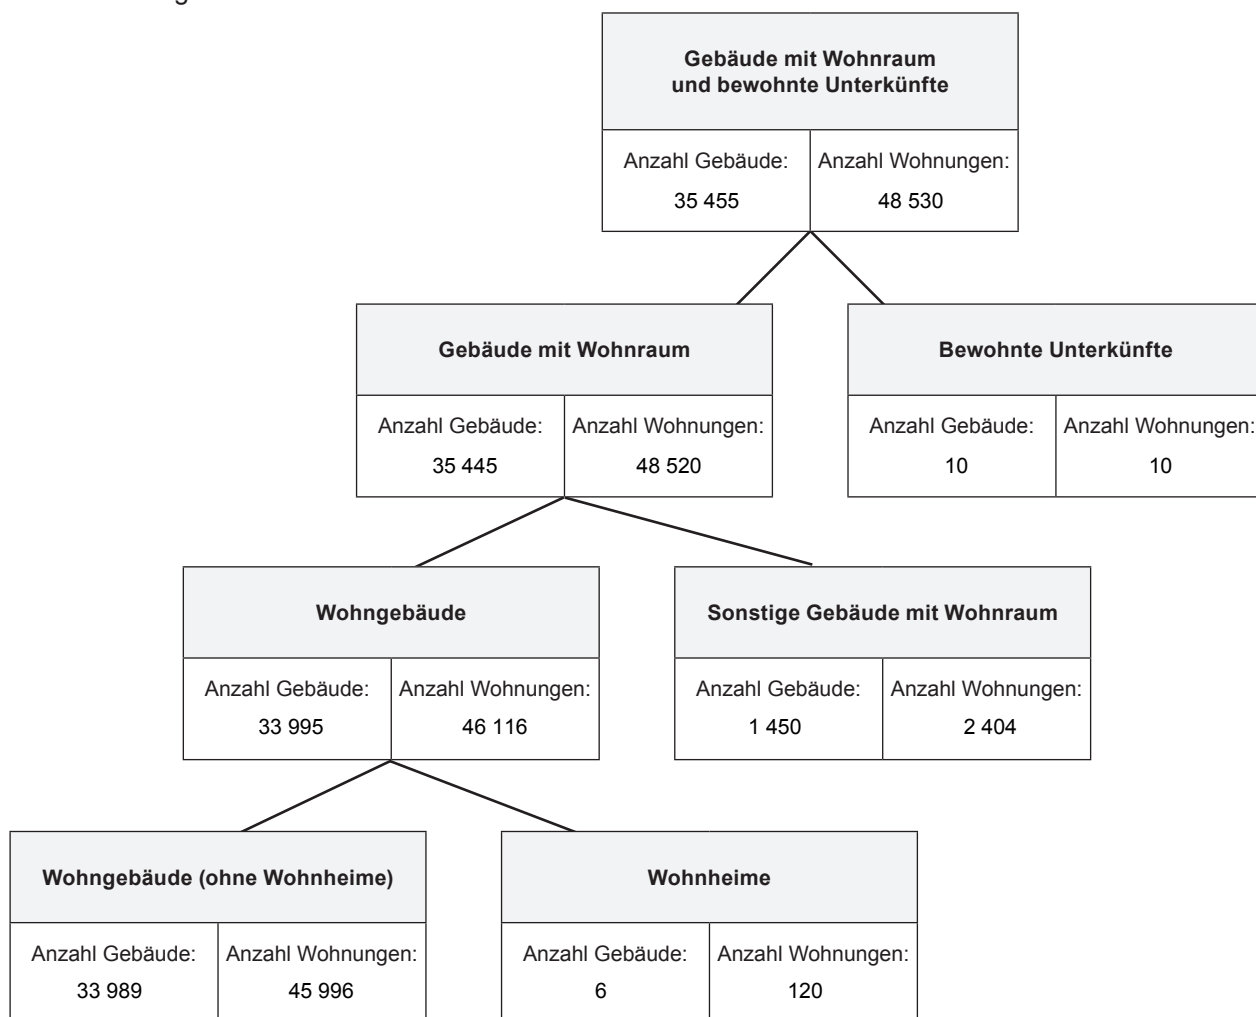 Gebäude mit Wohnraum
und bewohnte Unterkünfte
Anzahl Gebäude:
Anzahl Wohnungen:
35 455
48 530
Gebäude mit Wohnraum
Anzahl Gebäude:
Anzahl Wohnungen:
35 445
48 520
Bewohnte Unterkünfte
Anzahl Gebäude:
Anzahl Wohnungen:
10
10
Wohngebäude
Anzahl Gebäude:
Anzahl Wohnungen:
33 995
46 116
Sonstige Gebäude mit Wohnraum
Anzahl Gebäude:
Anzahl Wohnungen:
1 450
2 404
Wohngebäude (ohne Wohnheime)
Anzahl Gebäude:
Anzahl Wohnungen:
33 989
45 996
Wohnheime
Anzahl Gebäude:
Anzahl Wohnungen:
6
120